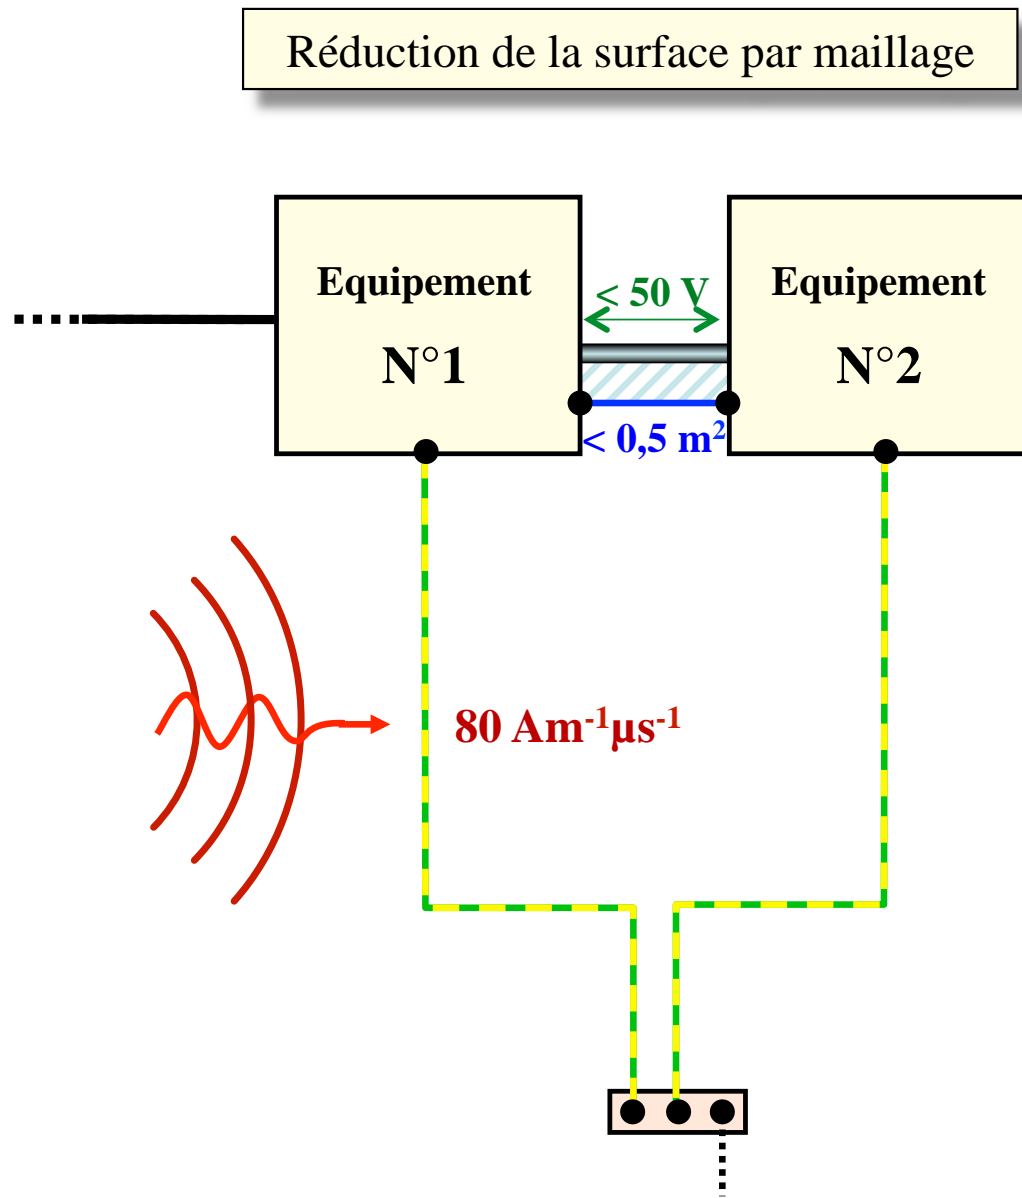 Réduction de la surface par maillage
Equipement
N°1
< 50 V
Equipement
N°2
< 0,5 m²
80 Am⁻¹µs⁻¹